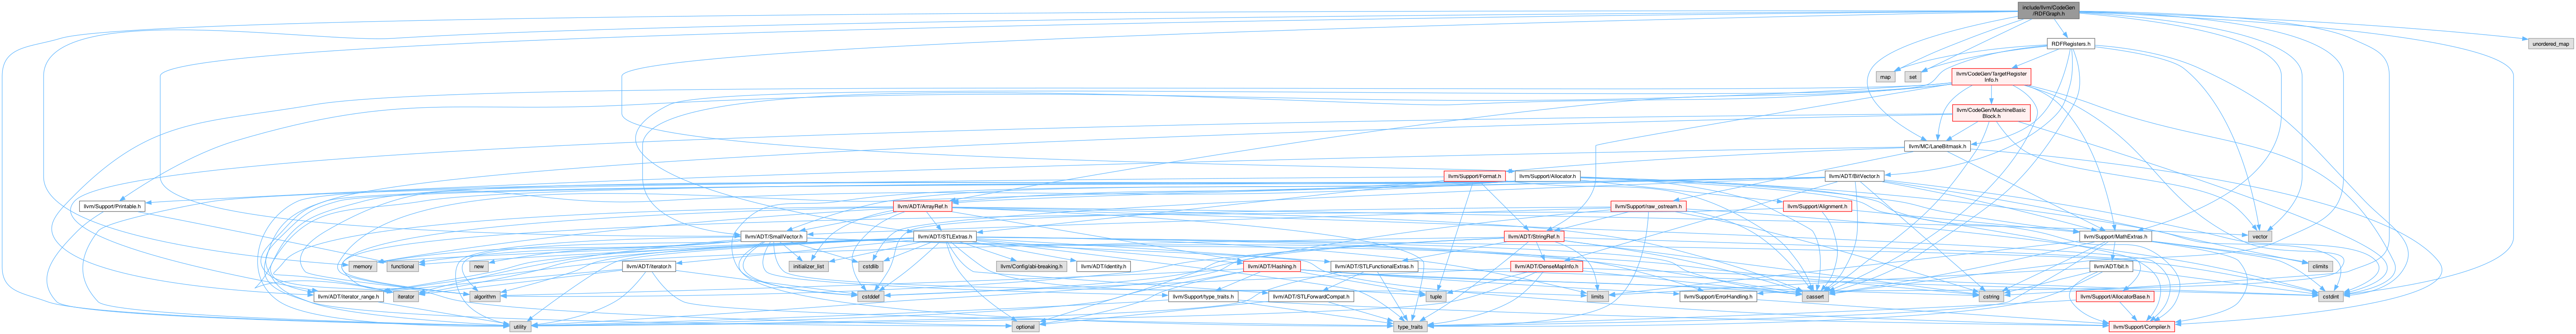 include/llvm/CodeGen
/RDFGraph.h
unordered_map
RDFRegisters.h
map
set
llvm/CodeGen/TargetRegister
Info.h
llvm/CodeGen/MachineBasic
Block.h
llvm/MC/LaneBitmask.h
llvm/Support/Format.h
llvm/Support/Allocator.h
llvm/ADT/BitVector.h
llvm/Support/Printable.h
llvm/ADT/ArrayRef.h
llvm/Support/raw_ostream.h
llvm/Support/Alignment.h
llvm/ADT/SmallVector.h
llvm/ADT/STLExtras.h
llvm/ADT/StringRef.h
llvm/Support/MathExtras.h
vector
memory
functional
new
llvm/ADT/iterator.h
initializer_list
cstdlib
llvm/Config/abi-breaking.h
llvm/ADT/identity.h
llvm/ADT/Hashing.h
llvm/ADT/STLFunctionalExtras.h
llvm/ADT/DenseMapInfo.h
llvm/ADT/bit.h
climits
llvm/ADT/iterator_range.h
iterator
algorithm
cstddef
llvm/Support/type_traits.h
llvm/ADT/STLForwardCompat.h
tuple
limits
llvm/Support/ErrorHandling.h
cassert
cstring
llvm/Support/AllocatorBase.h
cstdint
utility
optional
type_traits
llvm/Support/Compiler.h